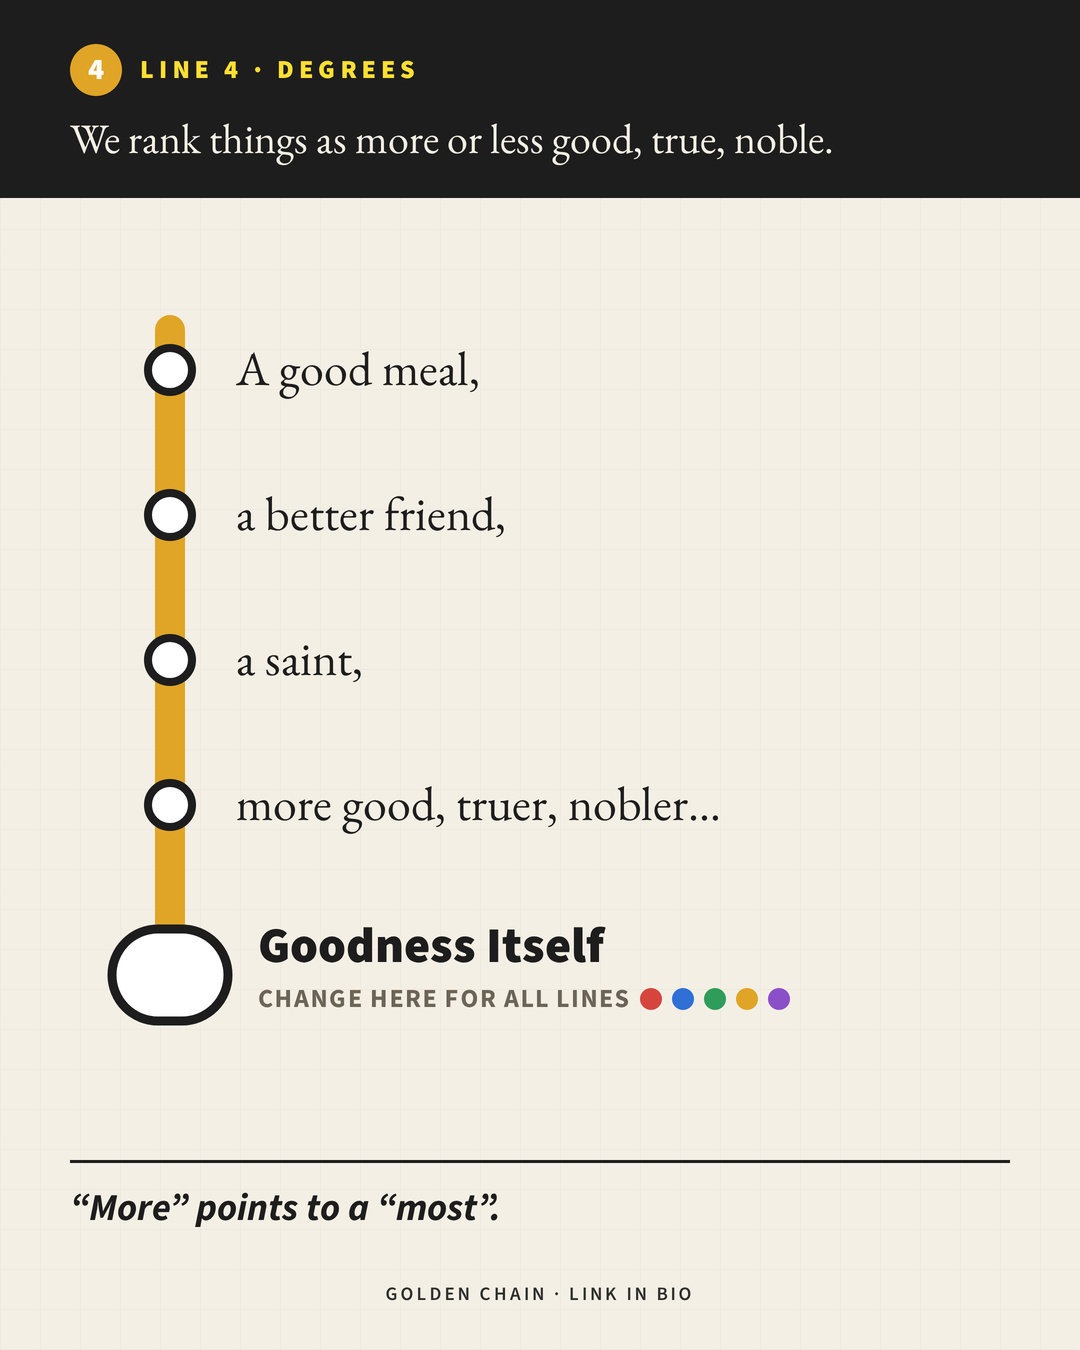 4
LINE 4 · DEGREES
We rank things as more or less good, true, noble.
A good meal,
a better friend,
a saint,
more good, truer, nobler…
Goodness Itself
CHANGE HERE FOR ALL LINES
“More” points to a “most”.
GOLDEN CHAIN · LINK IN BIO